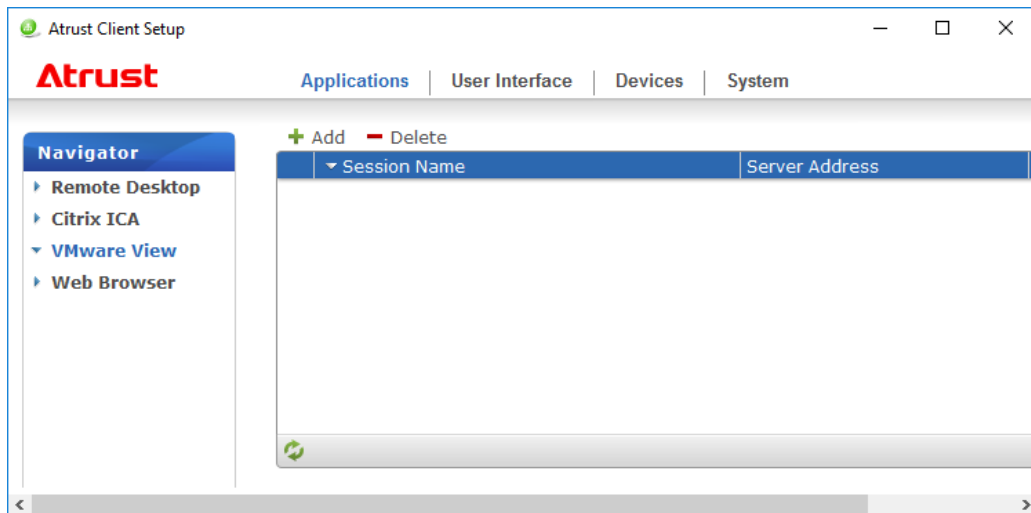 Atrust Client Setup
Atrust
Applications User Interface Devices System
Navigator
Remote Desktop
Citrix ICA
VMware View
Web Browser
Add Delete
Session Name Server Address